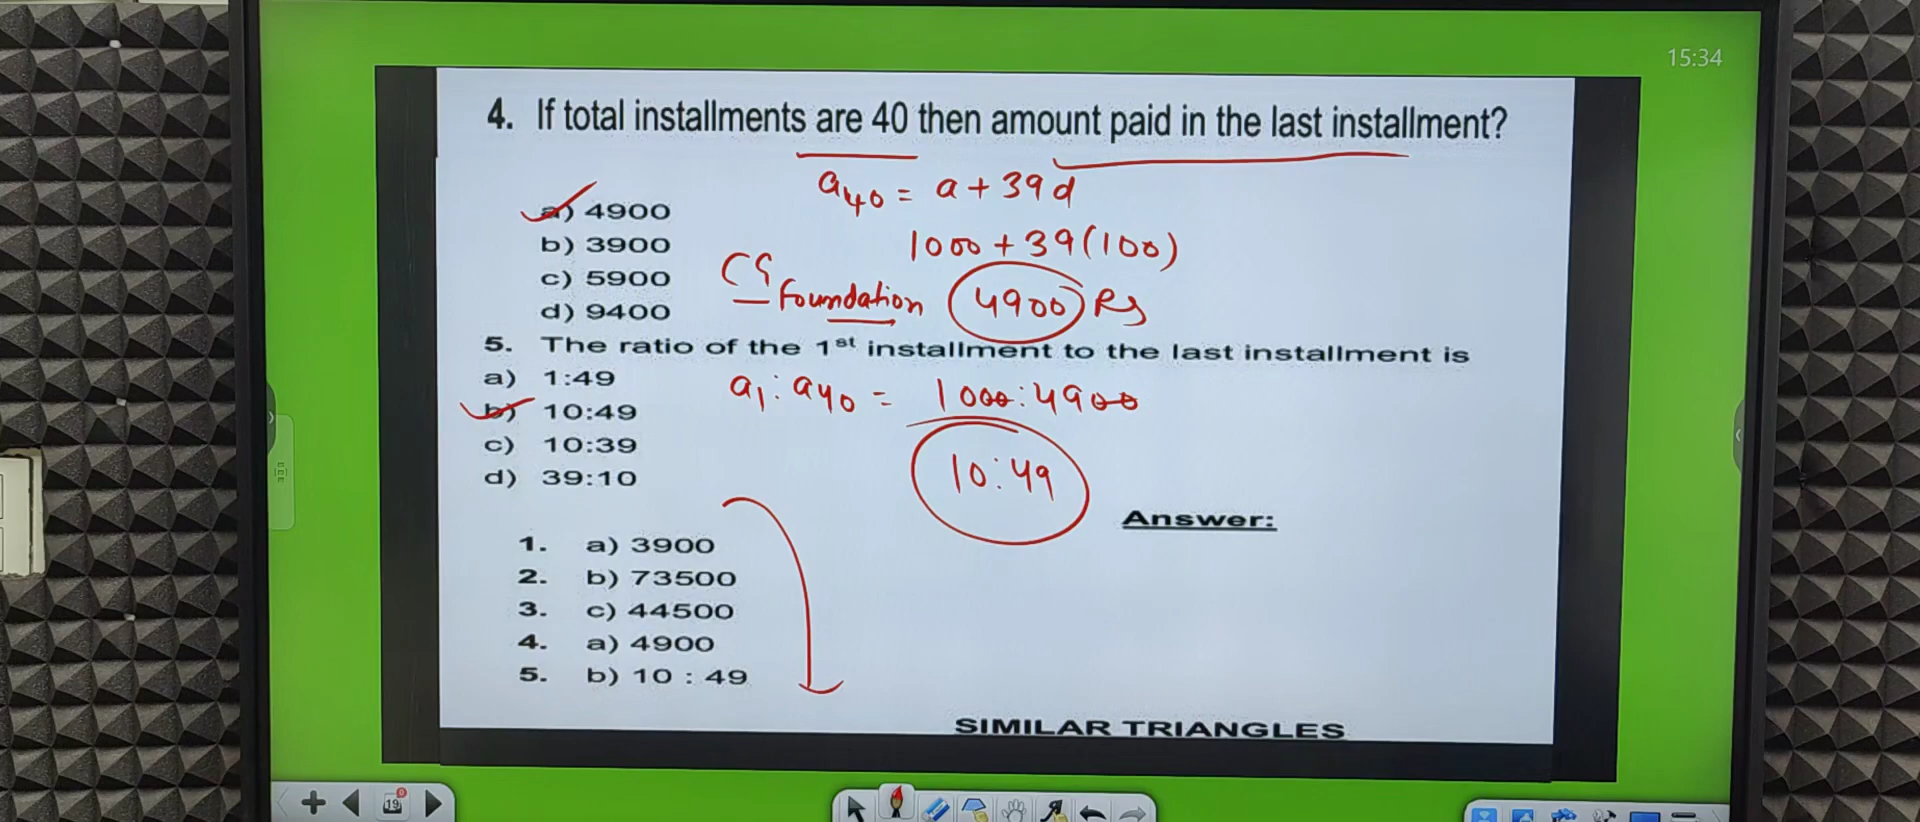 15:34
4. If total installments are 40 then amount paid in the last installment?
a40 = a + 39d
a) 4900
1000 + 39(100)
b) 3900
c) 5900
CG Foundation 4900 Rs
d) 9400
5. The ratio of the 1st installment to the last installment is
a) 1:49
a1 : a40 = 1000 : 4900
b) 10:49
c) 10:39
10:49
d) 39:10
Answer:
1. a) 3900
2. b) 73500
3. c) 44500
4. a) 4900
5. b) 10 : 49
SIMILAR TRIANGLES
19